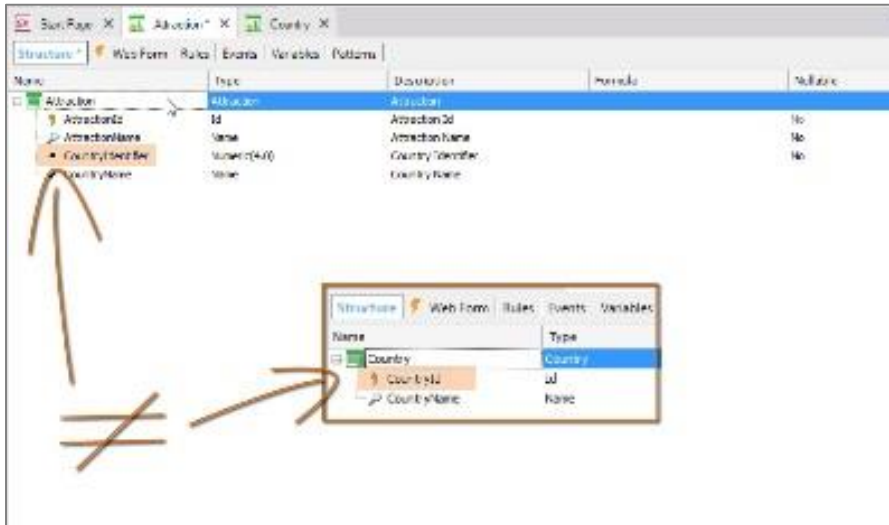 Start Page X Attraction * X Country X
Structure * Web Form Rules Events Variables Patterns
Name Type Description Formula Nullable
Attraction Attraction Attraction
AttractionId Id Attraction Id No
AttractionName Name Attraction Name No
CountryIdentifier Numeric(4.0) Country Identifier No
CountryName Name Country Name
Structure Web Form Rules Events Variables
Name Type
Country Country
CountryId Id
CountryName Name
≠